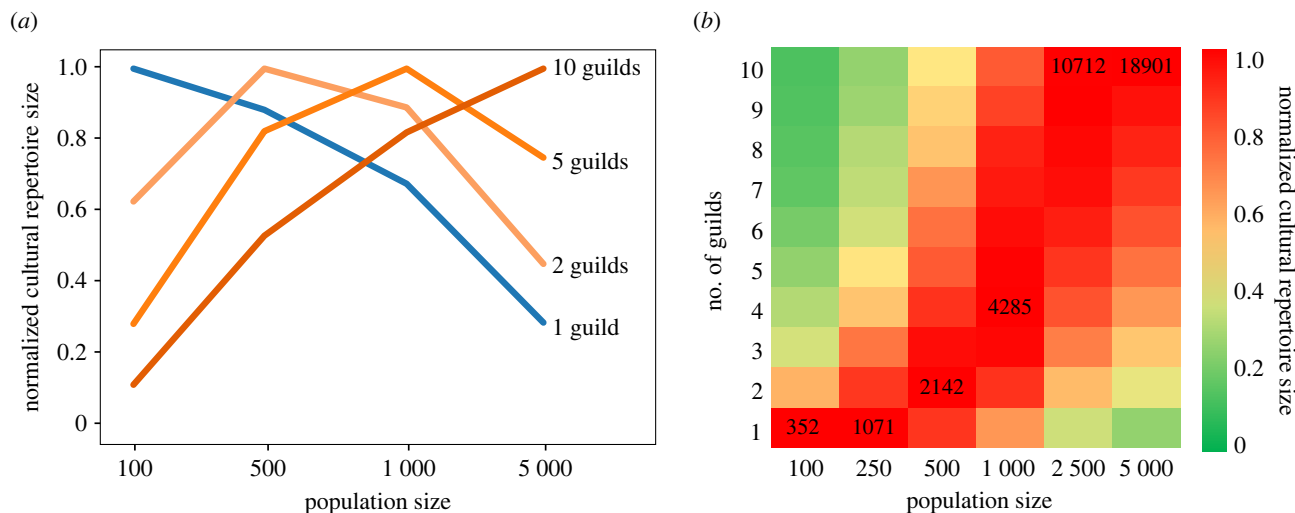 (a)
normalized cultural repertoire size
1.0
0.8
0.6
0.4
0.2
0
10 guilds
5 guilds
2 guilds
1 guild
100 500 1 000 5 000
population size
(b)
no. of guilds
10 10712 18901
9
8
7
6
5
4 4285
3
2 2142
1 352 1071
100 250 500 1 000 2 500 5 000
population size
1.0
0.8
0.6
0.4
0.2
0
normalized cultural repertoire size